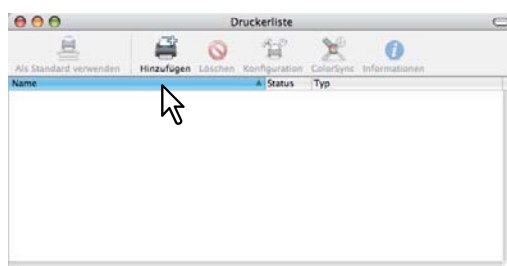 Druckerliste
Als Standard verwenden Hinzufügen Löschen Konfiguration ColorSync Informationen
Name Status Typ